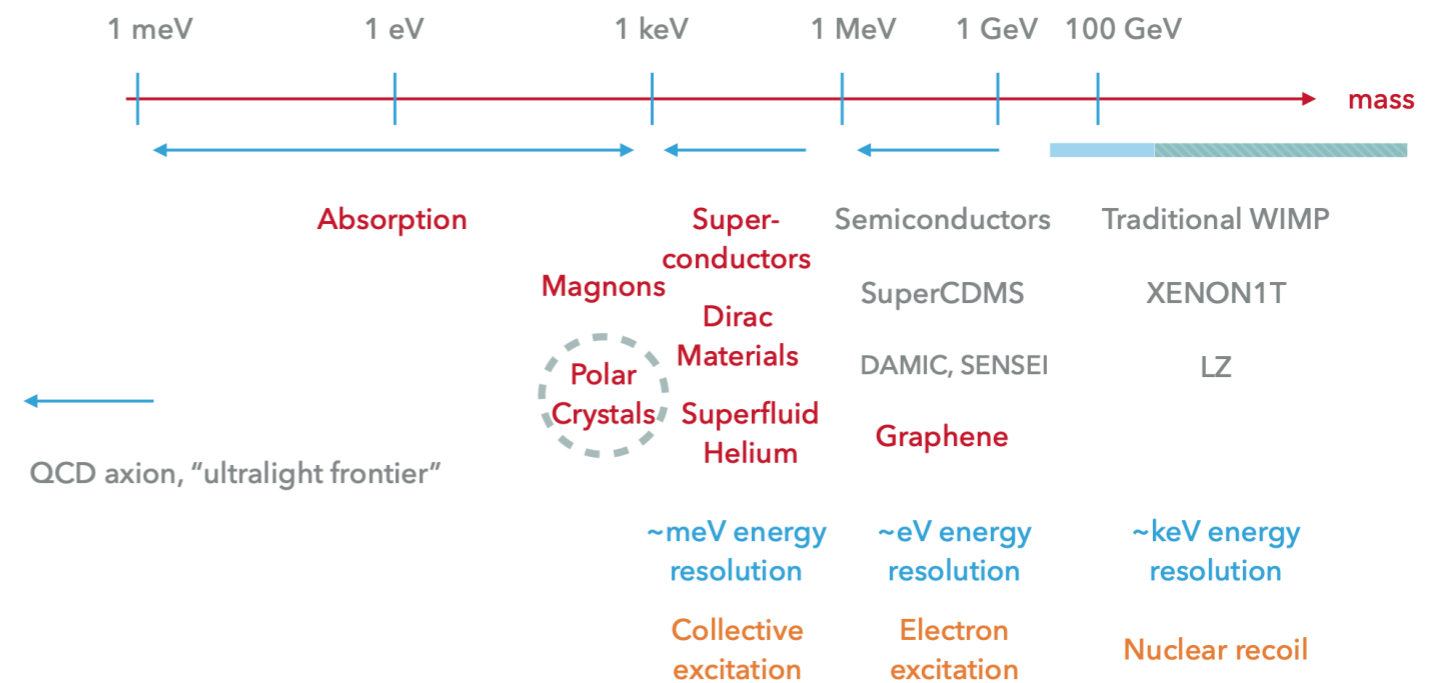 1 meV 1 eV 1 keV 1 MeV 1 GeV 100 GeV
mass
Absorption
Super-
conductors
Semiconductors
Traditional WIMP
Magnons
SuperCDMS
XENON1T
Dirac
Materials
DAMIC, SENSEI
LZ
Polar
Crystals
Superfluid
Helium
Graphene
QCD axion, “ultralight frontier”
~meV energy
resolution
~eV energy
resolution
~keV energy
resolution
Collective
excitation
Electron
excitation
Nuclear recoil